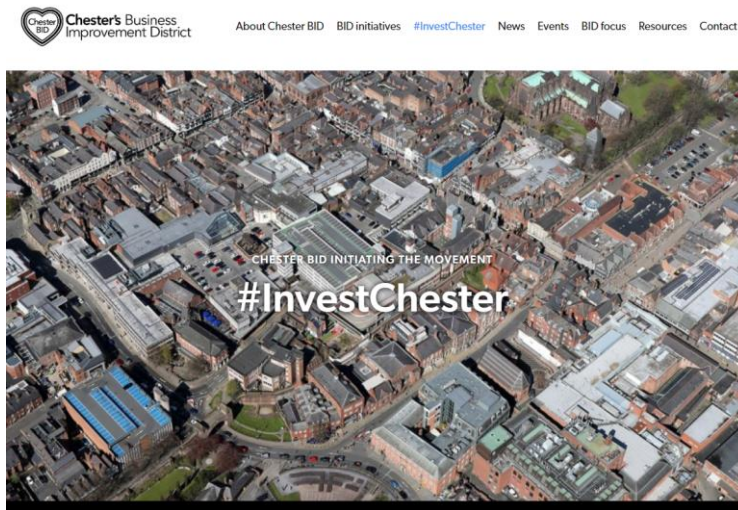 Chester BID
Chester's Business
Improvement District
About Chester BID BID initiatives #InvestChester News Events BID focus Resources Contact
CHESTER BID INITIATING THE MOVEMENT
#InvestChester